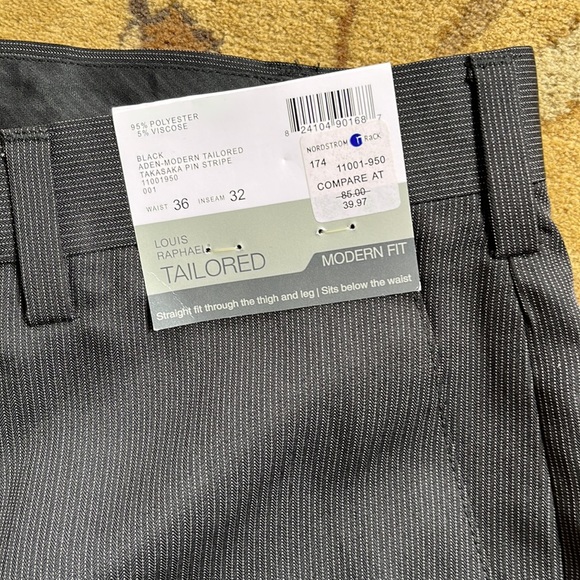 95% POLYESTER
5% VISCOSE
BLACK
ADEN-MODERN TAILORED
TAKASAKA PIN STRIPE
11001950
001
WAIST 36 INSEAM 32
8 24104 90168 7
NORDSTROM rack
174 11001-950
COMPARE AT
85.00
39.97
LOUIS
RAPHAEL
TAILORED
MODERN FIT
Straight fit through the thigh and leg | Sits below the waist